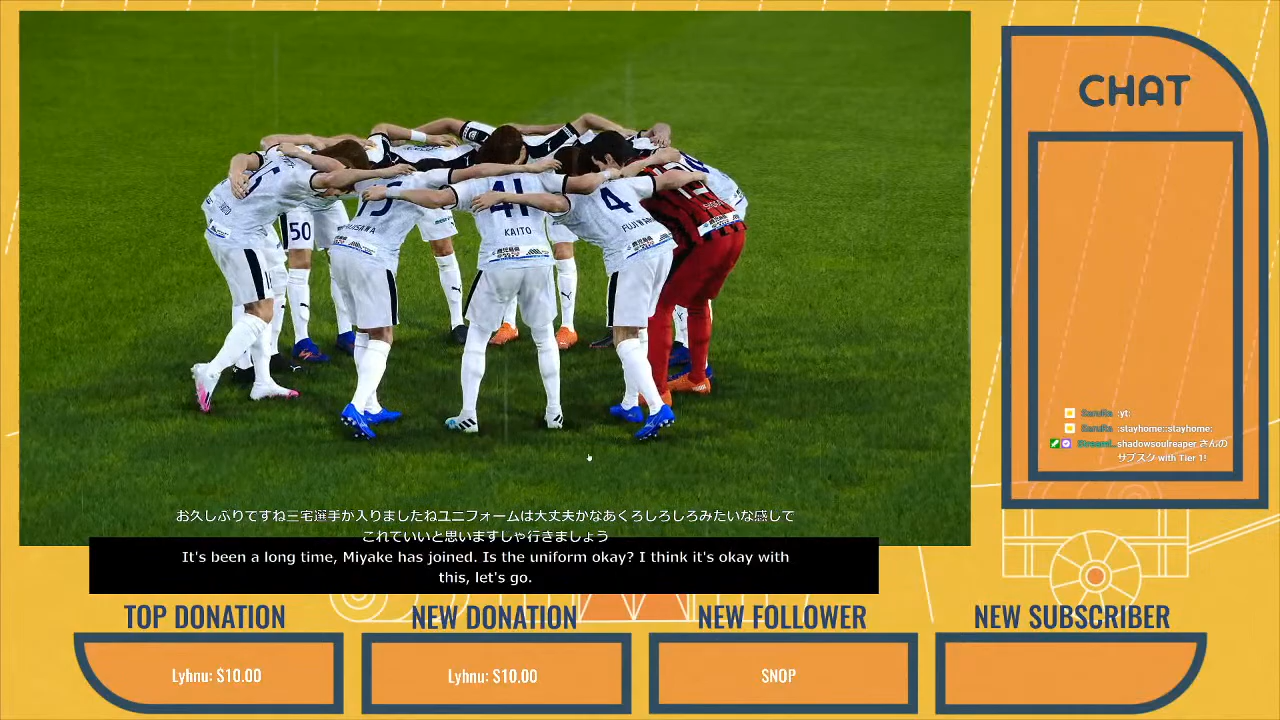 CHAT
50
41
KAITO
4
SaruRa :yt:
SaruRa :stayhome::stayhome:
StreamL.. shadowsoulreaper さんの
サブスク with Tier 1!
お久しぶりですね三宅選手か入りましたねユニフォームは大丈夫かなあくろしろしろみたいな感して
これていいと思いますしゃ行きましょう
It's been a long time, Miyake has joined. Is the uniform okay? I think it's okay with
this, let's go.
TOP DONATION
NEW DONATION
NEW FOLLOWER
NEW SUBSCRIBER
Lyhnu: $10.00
Lyhnu: $10.00
SNOP